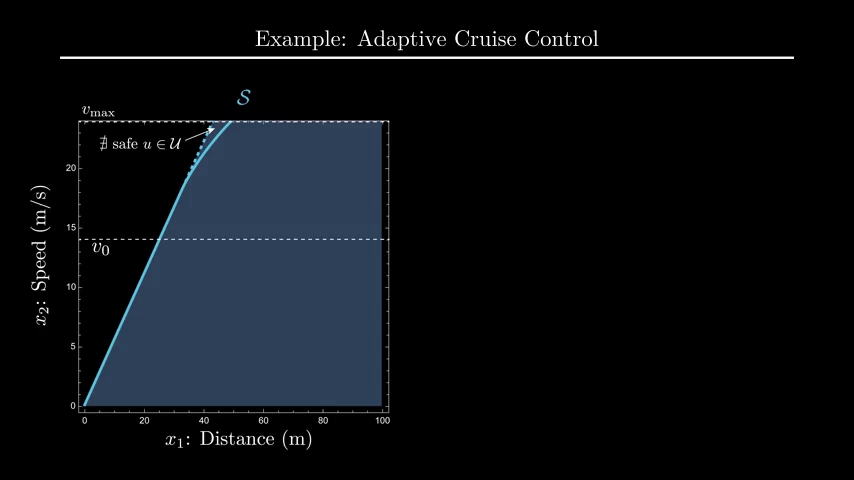 Example: Adaptive Cruise Control
𝒮
v_max
∄ safe u ∈ 𝒰
v_0
20
15
10
5
0
x_2: Speed (m/s)
0 20 40 60 80 100
x_1: Distance (m)